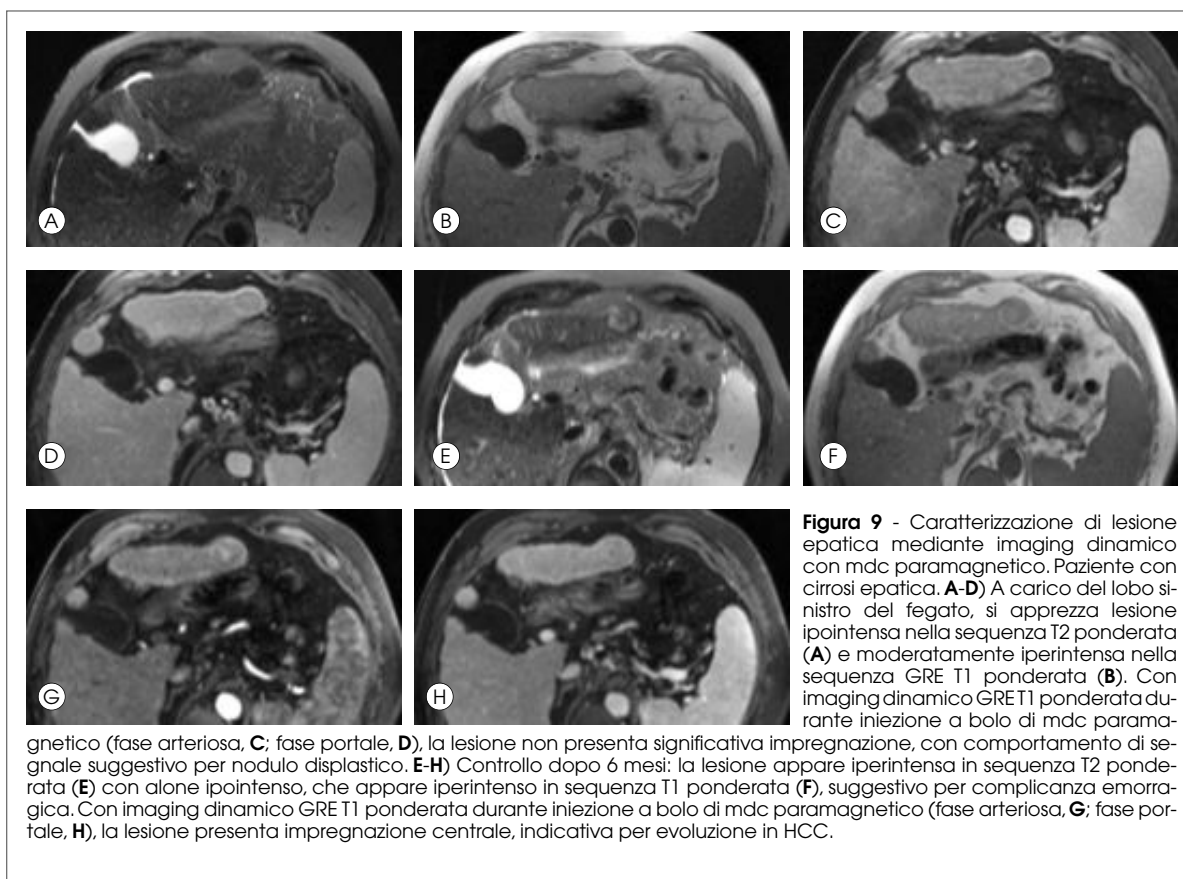 A
B
C
D
E
F
G
H
Figura 9 - Caratterizzazione di lesione
epatica mediante imaging dinamico
con mdc paramagnetico. Paziente con
cirrosi epatica. A-D) A carico del lobo si-
nistro del fegato, si apprezza lesione
ipointensa nella sequenza T2 ponderata
(A) e moderatamente iperintensa nella
sequenza GRE T1 ponderata (B). Con
imaging dinamico GRE T1 ponderata du-
rante iniezione a bolo di mdc parama-
gnetico (fase arteriosa, C; fase portale, D), la lesione non presenta significativa impregnazione, con comportamento di se-
gnale suggestivo per nodulo displastico. E-H) Controllo dopo 6 mesi: la lesione appare iperintensa in sequenza T2 ponde-
rata (E) con alone ipointenso, che appare iperintenso in sequenza T1 ponderata (F), suggestivo per complicanza emorra-
gica. Con imaging dinamico GRE T1 ponderata durante iniezione a bolo di mdc paramagnetico (fase arteriosa, G; fase por-
tale, H), la lesione presenta impregnazione centrale, indicativa per evoluzione in HCC.